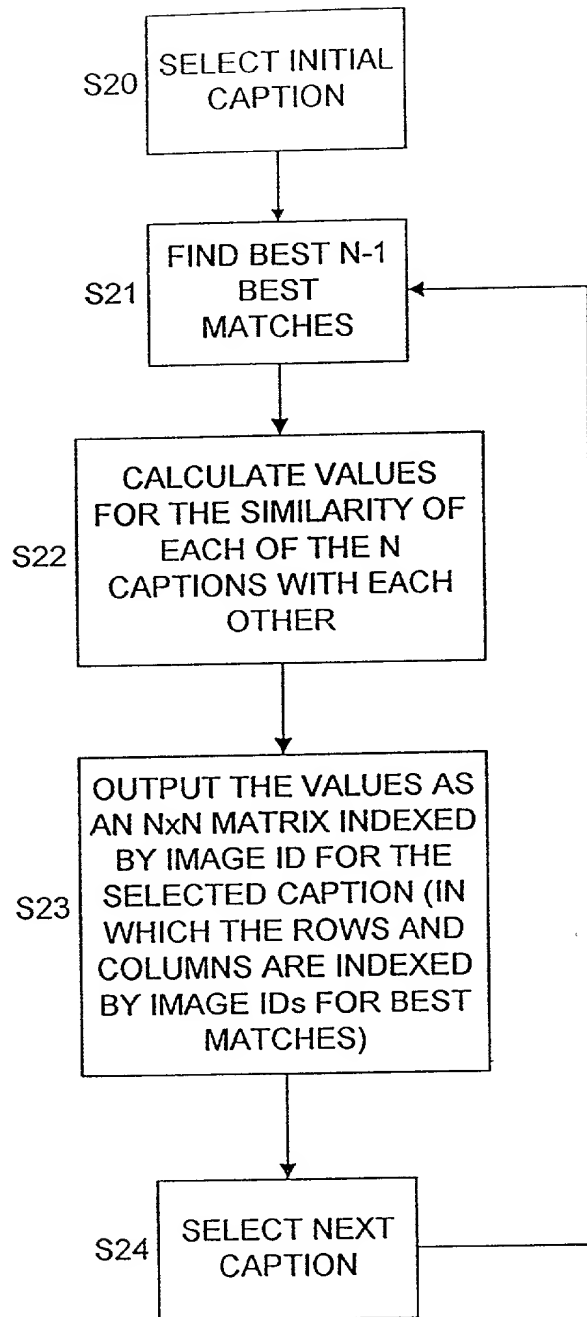 S20
SELECT INITIAL
CAPTION
S21
FIND BEST N-1
BEST
MATCHES
S22
CALCULATE VALUES
FOR THE SIMILARITY OF
EACH OF THE N
CAPTIONS WITH EACH
OTHER
S23
OUTPUT THE VALUES AS
AN NxN MATRIX INDEXED
BY IMAGE ID FOR THE
SELECTED CAPTION (IN
WHICH THE ROWS AND
COLUMNS ARE INDEXED
BY IMAGE IDs FOR BEST
MATCHES)
S24
SELECT NEXT
CAPTION